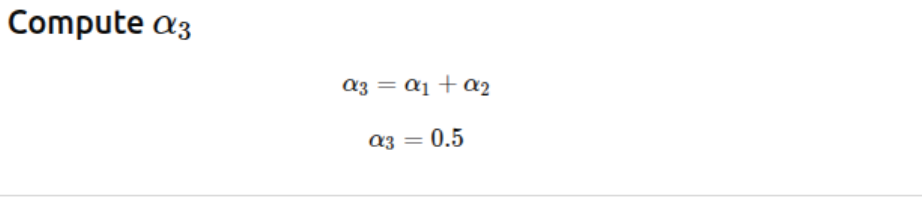 Compute α₃
α₃ = α₁ + α₂
α₃ = 0.5